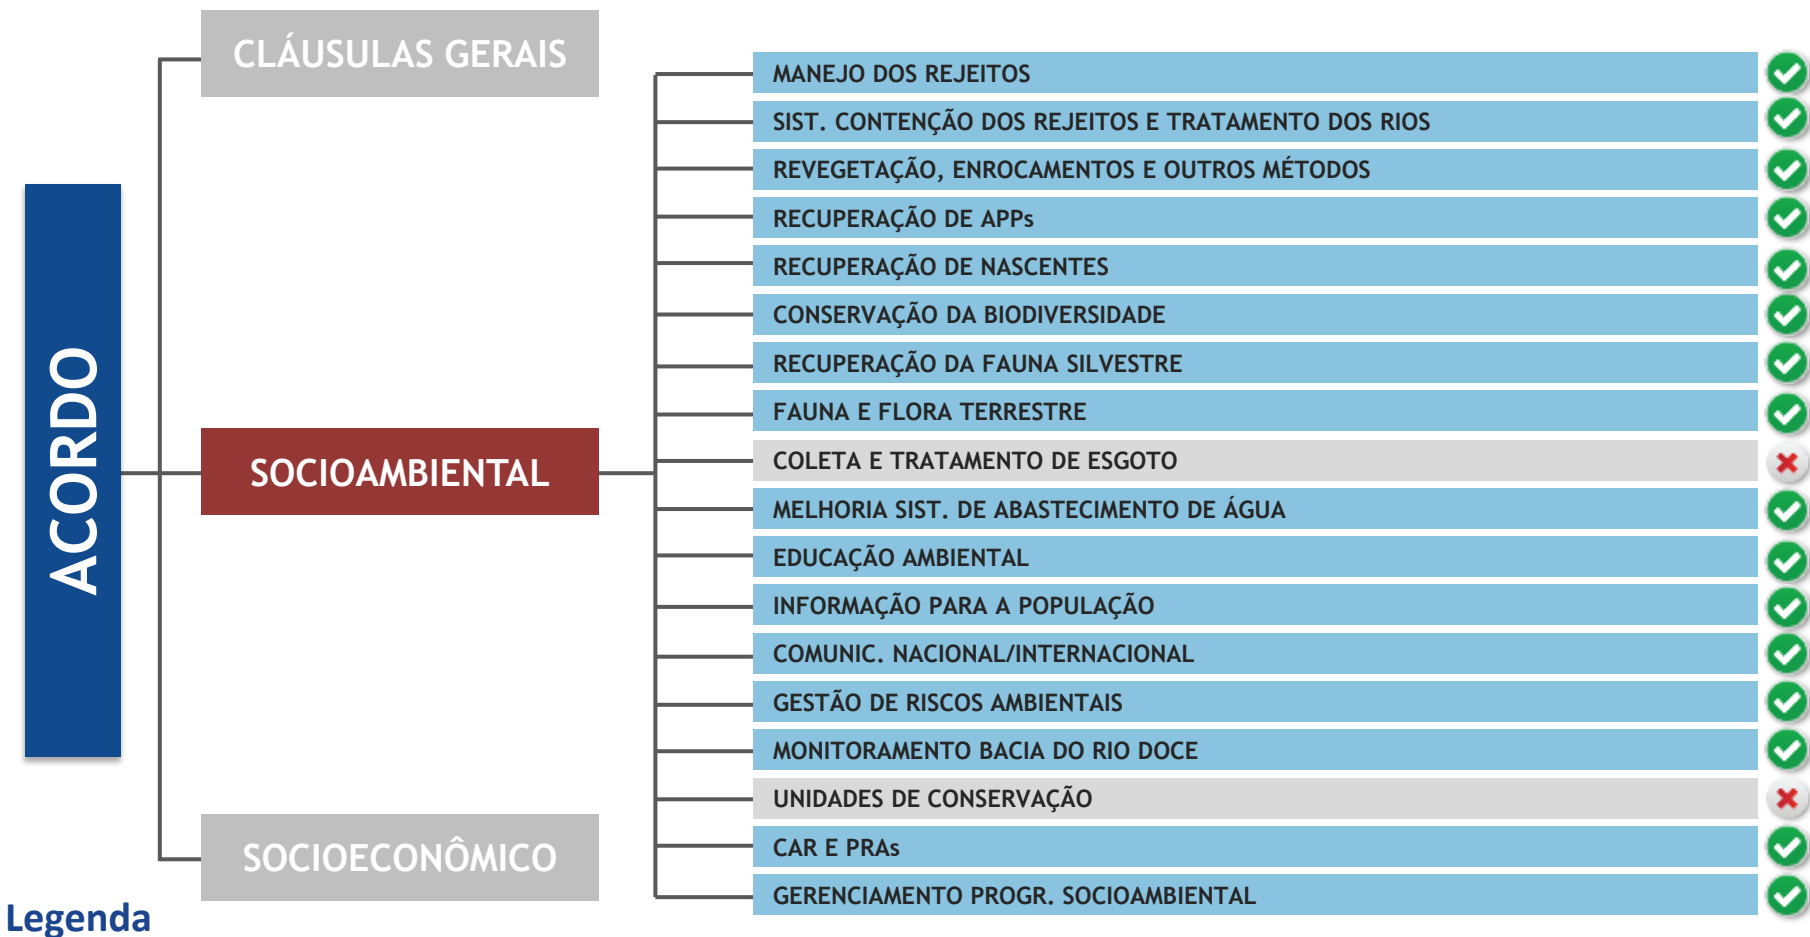 ACORDO
CLÁUSULAS GERAIS
SOCIOAMBIENTAL
SOCIOECONÔMICO
MANEJO DOS REJEITOS
SIST. CONTENÇÃO DOS REJEITOS E TRATAMENTO DOS RIOS
REVEGETAÇÃO, ENROCAMENTOS E OUTROS MÉTODOS
RECUPERAÇÃO DE APPs
RECUPERAÇÃO DE NASCENTES
CONSERVAÇÃO DA BIODIVERSIDADE
RECUPERAÇÃO DA FAUNA SILVESTRE
FAUNA E FLORA TERRESTRE
COLETA E TRATAMENTO DE ESGOTO
MELHORIA SIST. DE ABASTECIMENTO DE ÁGUA
EDUCAÇÃO AMBIENTAL
INFORMAÇÃO PARA A POPULAÇÃO
COMUNIC. NACIONAL/INTERNACIONAL
GESTÃO DE RISCOS AMBIENTAIS
MONITORAMENTO BACIA DO RIO DOCE
UNIDADES DE CONSERVAÇÃO
CAR E PRAs
GERENCIAMENTO PROGR. SOCIOAMBIENTAL
Legenda